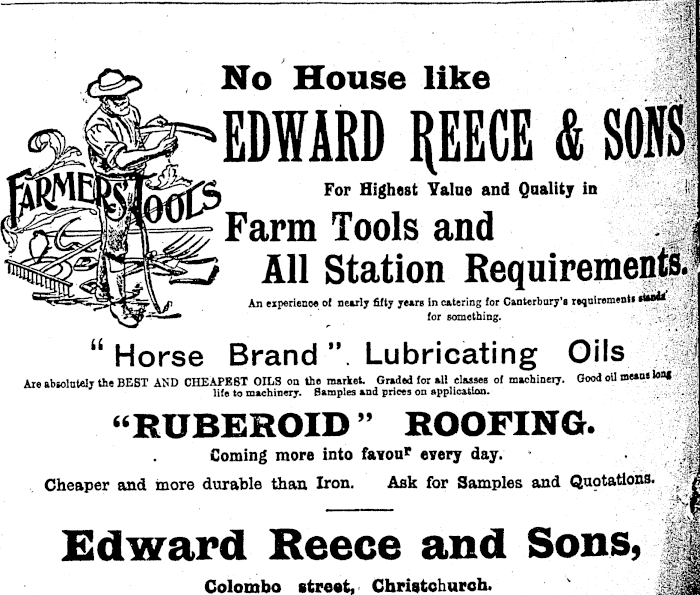 No House like
EDWARD REECE & SONS
FARMERS TOOLS
For Highest Value and Quality in
Farm Tools and
All Station Requirements.
An experience of nearly fifty years in catering for Canterbury's requirements stands
for something.
"Horse Brand". Lubricating Oils
Are absolutely the BEST AND CHEAPEST OILS on the market. Graded for all classes of machinery. Good oil means long
life to machinery. Samples and prices on application.
"RUBEROID" ROOFING.
Coming more into favour every day.
Cheaper and more durable than Iron. Ask for Samples and Quotations.
Edward Reece and Sons,
Colombo street, Christchurch.